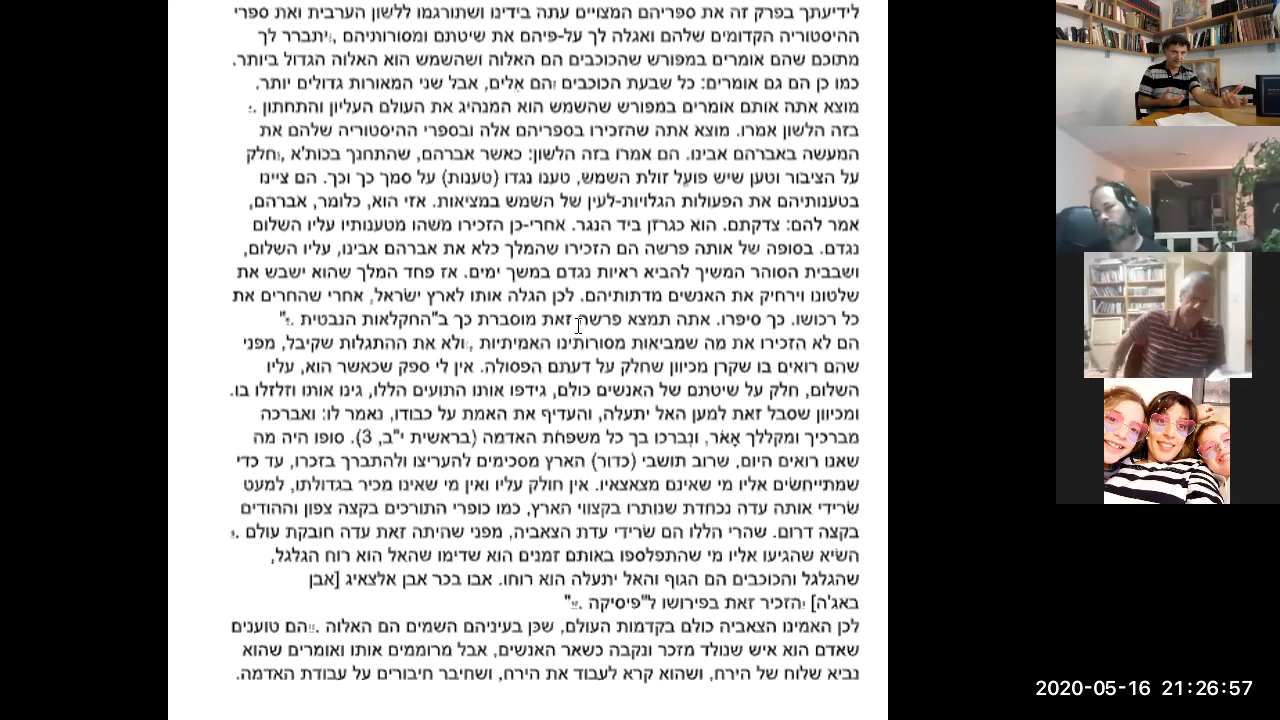 לידיעתך בפרק זה את ספריהם המצויים עתה בידינו ושתורגמו ללשון הערבית ואת ספרי
ההיסטוריה הקדומים שלהם ואגלה לך על-פיהם את שיטתם ומסורותיהם ,יתברר לך
מתוכם שהם אומרים במפורש שהכוכבים הם האלוה ושהשמש הוא האלוה הגדול ביותר.
כמו כן הם גם אומרים: כל שבעת הכוכבים הם אֵלים, אבל שני המאורות גדולים יותר.
מוצא אתה אותם אומרים במפורש שהשמש הוא המנהיג את העולם העליון והתחתון .
בזה הלשון אמרו. מוצא אתה שהזכירו בספריהם אלה ובספרי ההיסטוריה שלהם את
המעשה באברהם אבינו. הם אמרו בזה הלשון: כאשר אברהם, שהתחנך בכות'א ,חלק
על הציבור וטען שיש פועֵל זולת השמש, טענו נגדו (טענות) על סמך כך וכך. הם ציינו
בטענותיהם את הפעולות הגלויות-לעין של השמש במציאות. אזי הוא, כלומר, אברהם,
אמר להם: צדקתם. הוא כגרזן ביד הנגר. אחרי-כן הזכירו משהו מטענותיו עליו השלום
נגדם. בסופה של אותה פרשה הם הזכירו שהמלך כלא את אברהם אבינו, עליו השלום,
ושבבית הסוהר המשיך להביא ראיות נגדם במשך ימים. אז פחד המלך שהוא ישבש את
שלטונו וירחיק את האנשים מדתותיהם. לכן הגלה אותו לארץ ישראל, אחרי שהחרים את
כל רכושו. כך סיפרו. אתה תמצא פרשה זאת מוסברת כך ב"החקלאות הנבטית ."
הם לא הזכירו את מה שמביאות מסורותינו האמיתיות ,ולא את ההתגלות שקיבל, מפני
שהם רואים בו שקרן מכיוון שחלק על דעתם הפסולה. אין לי ספק שכאשר הוא, עליו
השלום, חלק על שיטתם של האנשים כולם, גידפו אותו התועים הללו, גינו אותו וזלזלו בו.
ומכיוון שסבל זאת למען האל יתעלה, והעדיף את האמת על כבודו, נאמר לו: ואברכה
מברכיך ומקללך אָאֹר, ונִברכו בך כל משפחֹת האדמה (בראשית י"ב, 3). סופו היה מה
שאנו רואים היום, שרוב תושבי (כדור) הארץ מסכימים להעריצו ולהתברך בזכרו, עד כדי
שמתייחשׂים אליו מי שאינם מצאצאיו. אין חולק עליו ואין מי שאינו מכיר בגדולתו, למעט
שׂרידי אותה עדה נכחדת שנותרו בקצווי הארץ, כמו כופרי התורכים בקצה צפון וההודים
בקצה דרום. שהרי הללו הם שׂרידי עדת הצאביה, מפני שהיתה זאת עדה חובקת עולם .
השׂיא שהגיעו אליו מי שהתפלספו באותם זמנים הוא שדימו שהאל הוא רוח הגלגל,
שהגלגל והכוכבים הם הגוף והאל יתעלה הוא רוחו. אבו בכר אבן אלצאיג [אבן
באג'ה] הזכיר זאת בפירושו ל"פיסיקה ."
לכן האמינו הצאביה כולם בקדמות העולם, שכן בעיניהם השמים הם האלוה .הם טוענים
שאדם הוא איש שנולד מזכר ונקבה כשאר האנשים, אבל מרוממים אותו ואומרים שהוא
נביא שלוח של הירח, ושהוא קרא לעבוד את הירח, ושחיבר חיבורים על עבודת האדמה.
2020-05-16 21:26:57